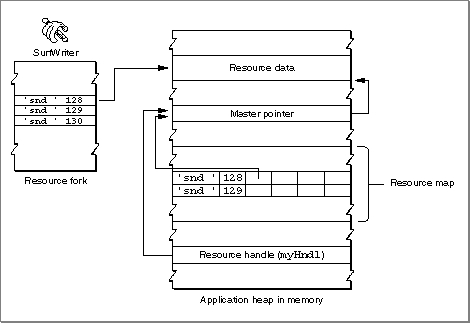 SurfWriter
'snd ' 128
'snd ' 129
'snd ' 130
Resource fork
Resource data
Master pointer
'snd ' 128
'snd ' 129
Resource map
Resource handle (myHndl)
Application heap in memory